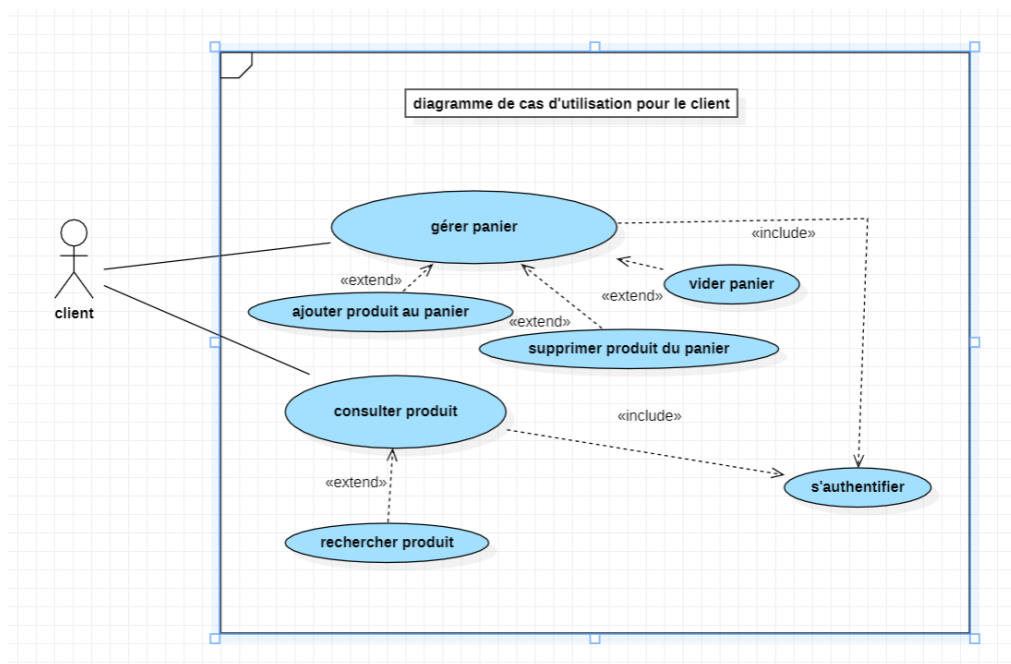 diagramme de cas d'utilisation pour le client
gérer panier
«include»
«extend»
vider panier
«extend»
ajouter produit au panier
«extend»
client
supprimer produit du panier
consulter produit
«include»
«extend»
s'authentifier
rechercher produit